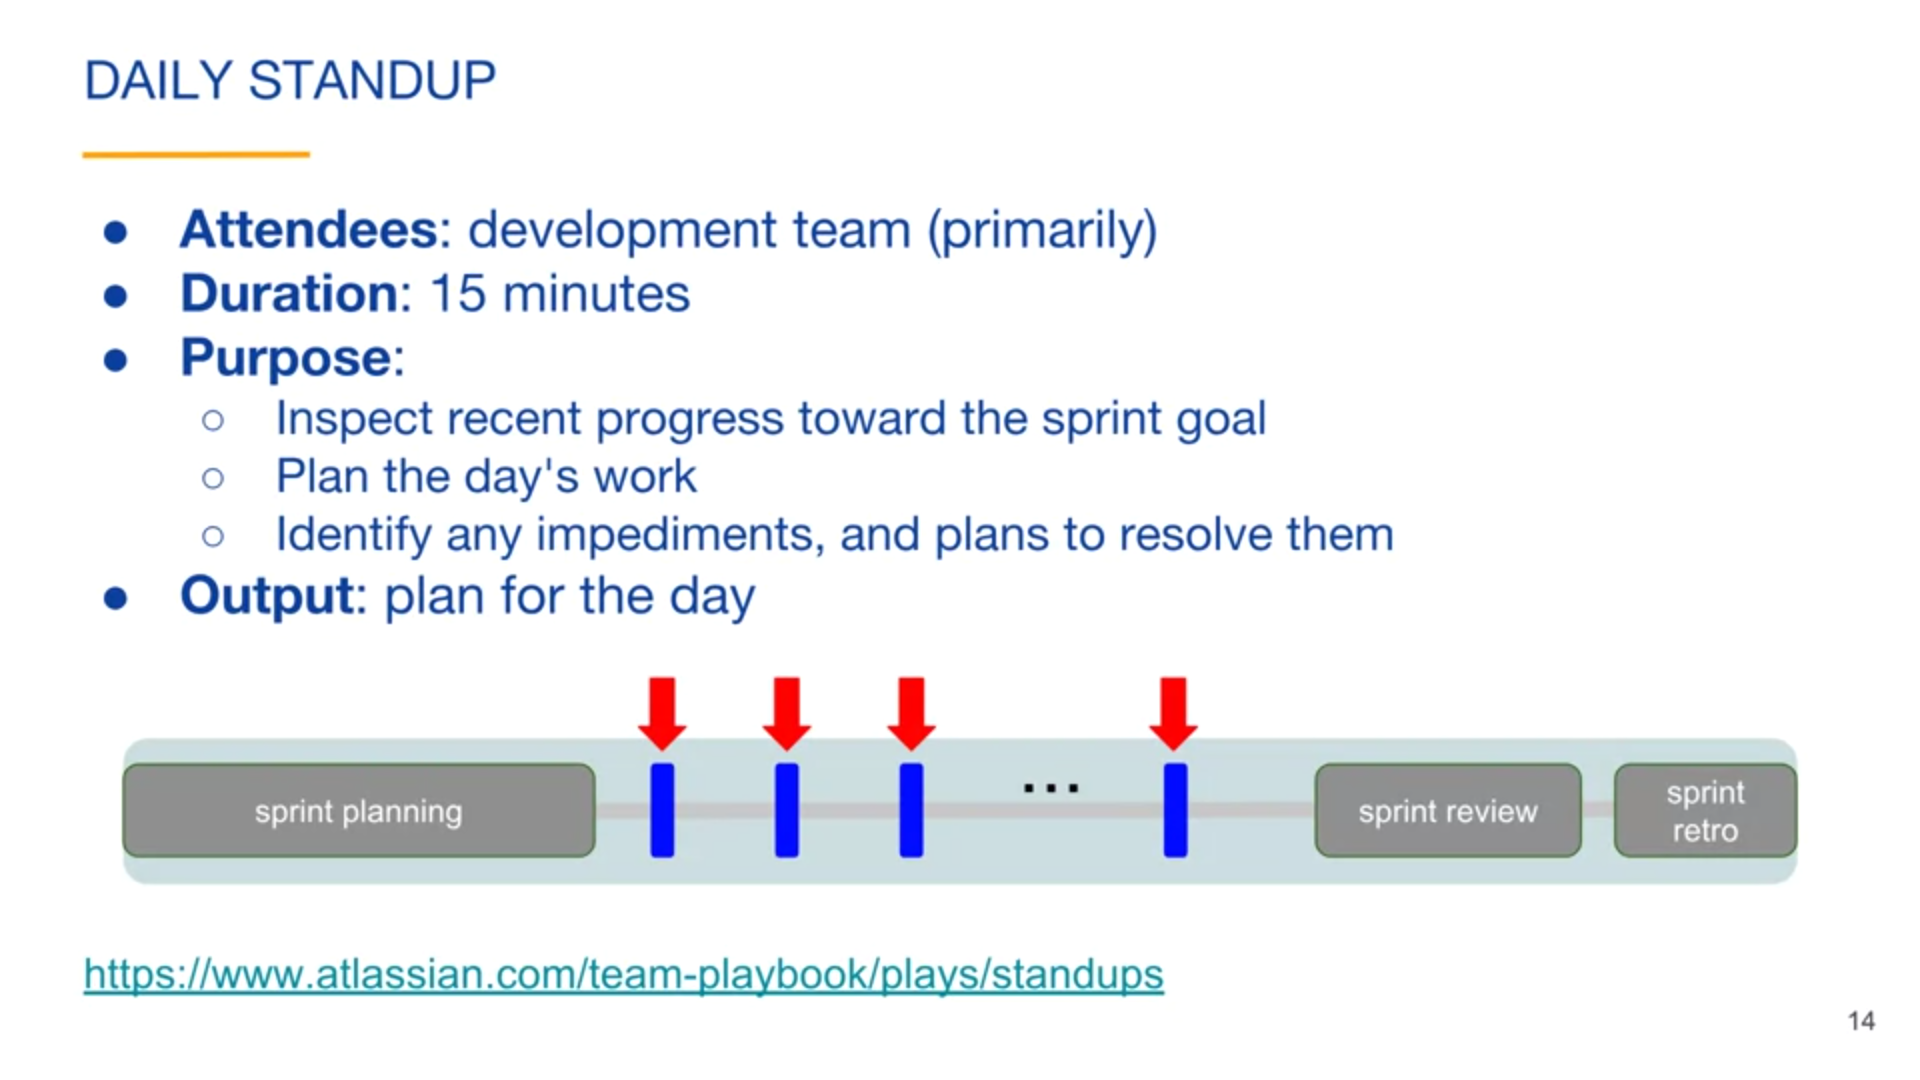 DAILY STANDUP
● Attendees: development team (primarily)
● Duration: 15 minutes
● Purpose:
○ Inspect recent progress toward the sprint goal
○ Plan the day's work
○ Identify any impediments, and plans to resolve them
● Output: plan for the day
sprint planning
...
sprint review
sprint
retro
https://www.atlassian.com/team-playbook/plays/standups
14